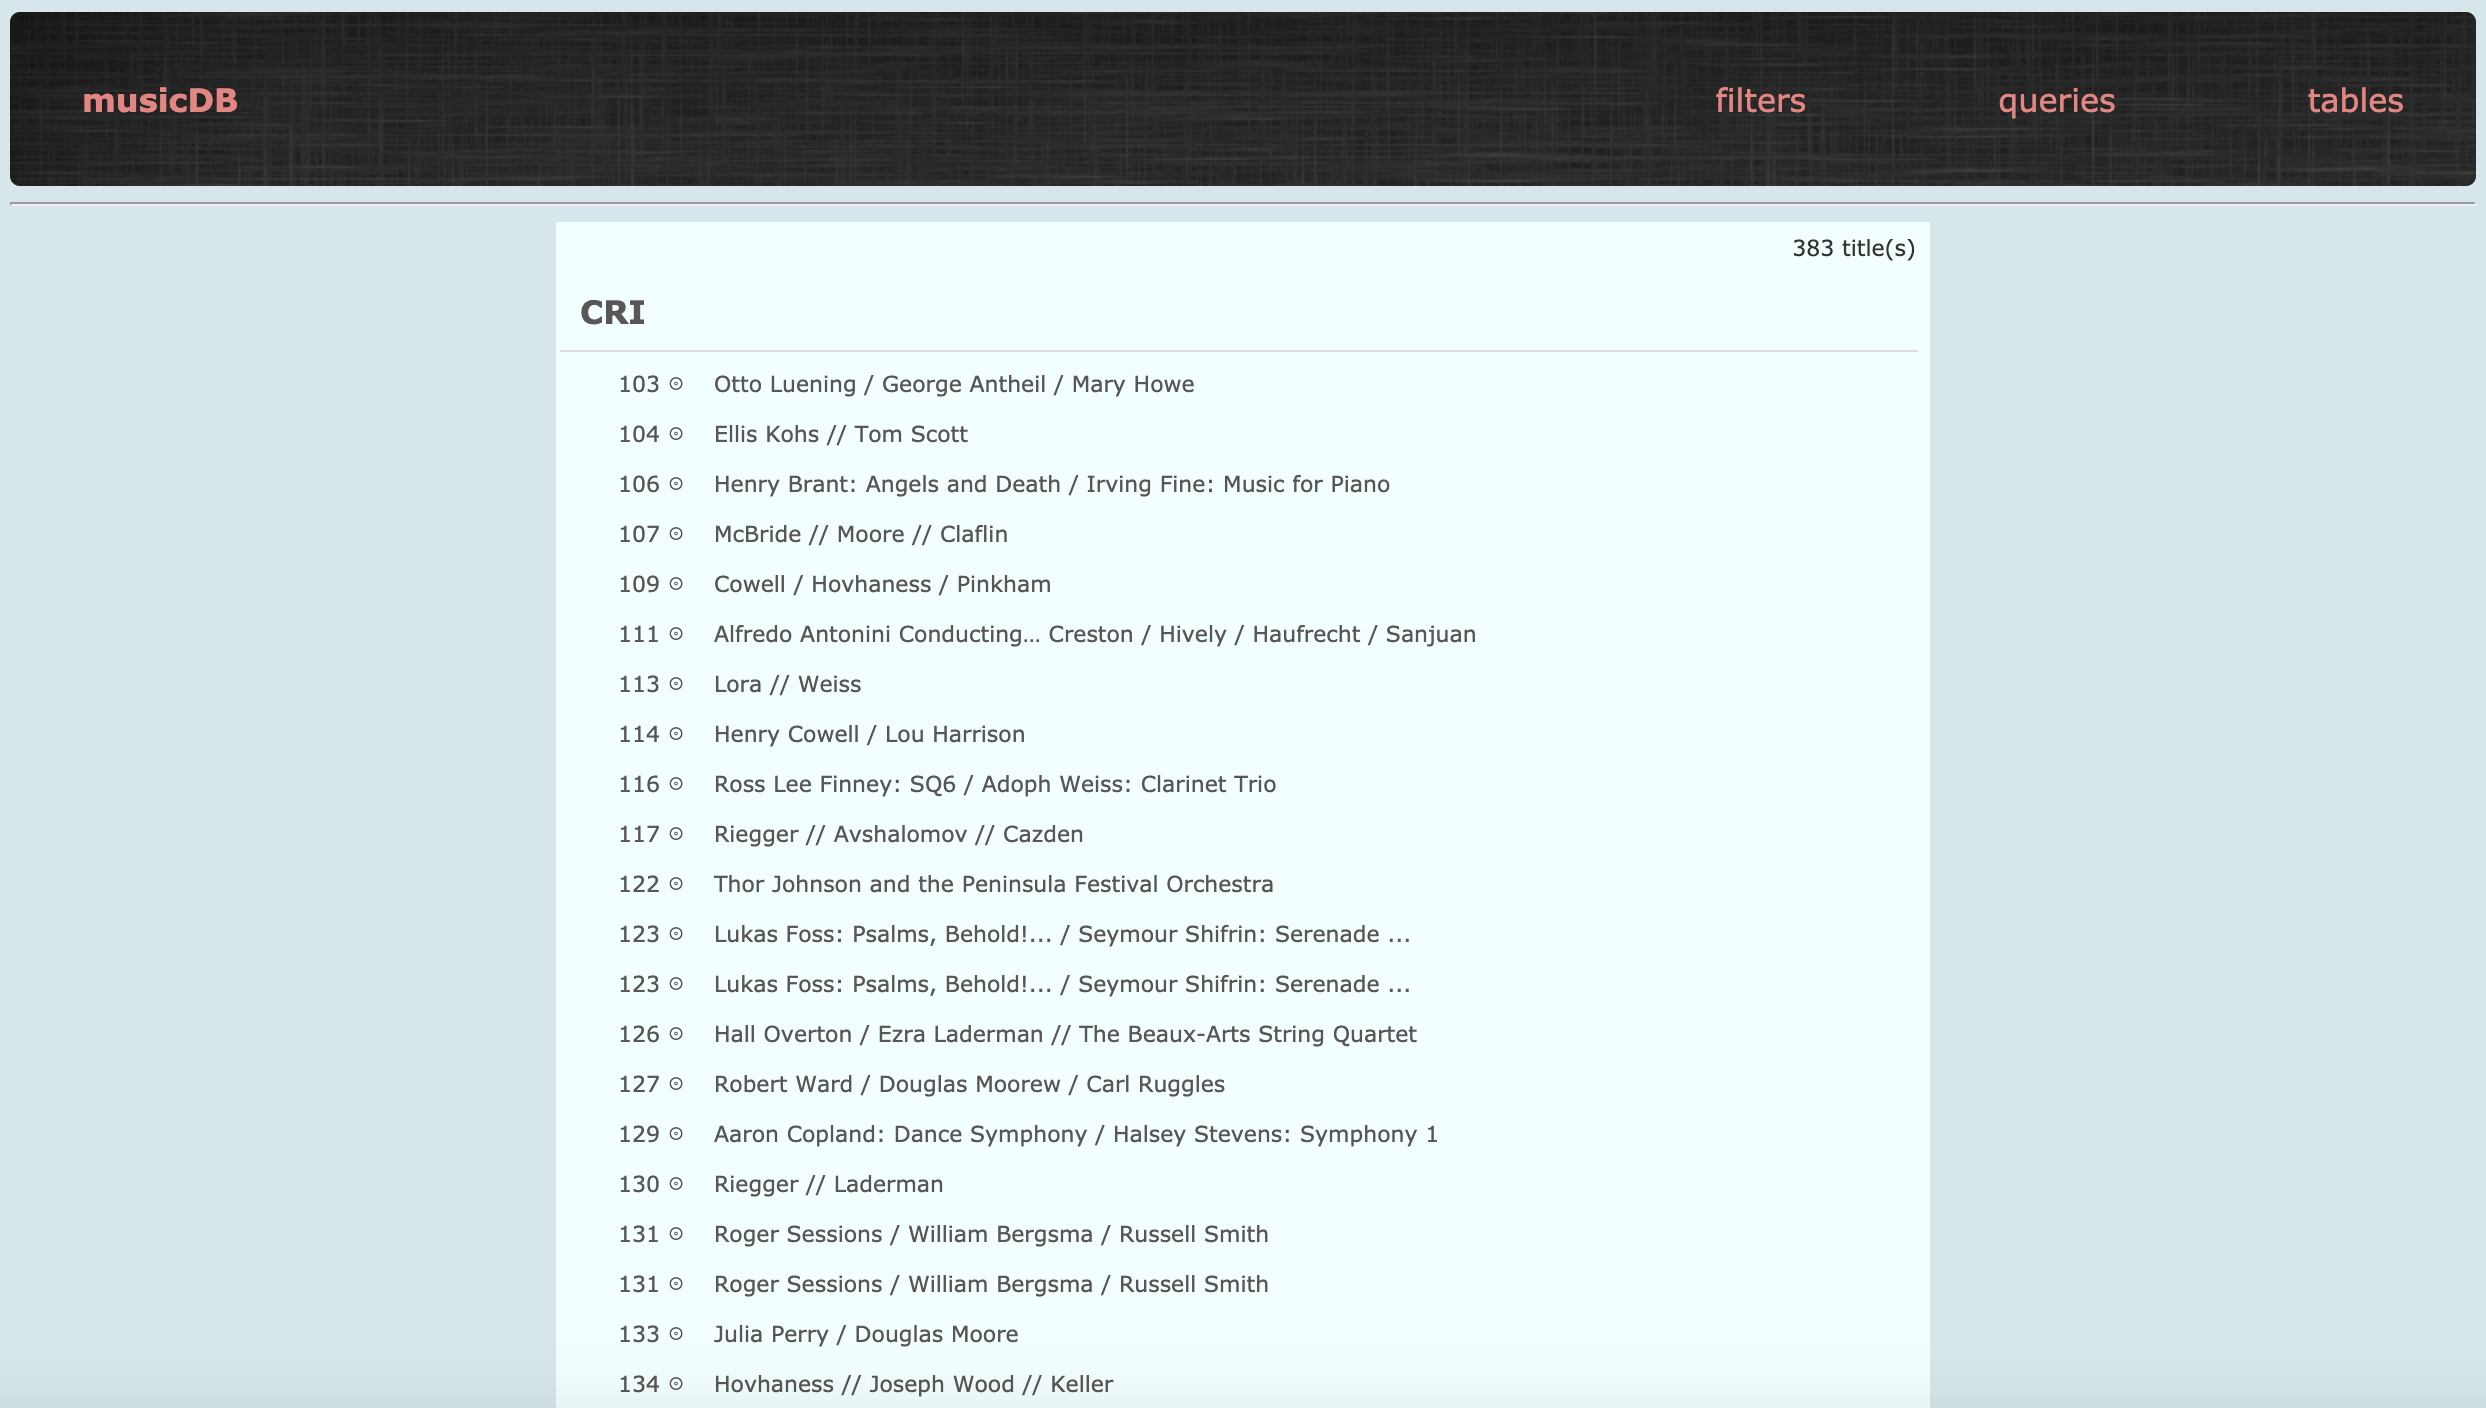 musicDB filters queries tables
383 title(s)
CRI
103 ⊙ Otto Luening / George Antheil / Mary Howe
104 ⊙ Ellis Kohs // Tom Scott
106 ⊙ Henry Brant: Angels and Death / Irving Fine: Music for Piano
107 ⊙ McBride // Moore // Claflin
109 ⊙ Cowell / Hovhaness / Pinkham
111 ⊙ Alfredo Antonini Conducting… Creston / Hively / Haufrecht / Sanjuan
113 ⊙ Lora // Weiss
114 ⊙ Henry Cowell / Lou Harrison
116 ⊙ Ross Lee Finney: SQ6 / Adoph Weiss: Clarinet Trio
117 ⊙ Riegger // Avshalomov // Cazden
122 ⊙ Thor Johnson and the Peninsula Festival Orchestra
123 ⊙ Lukas Foss: Psalms, Behold!... / Seymour Shifrin: Serenade ...
123 ⊙ Lukas Foss: Psalms, Behold!... / Seymour Shifrin: Serenade ...
126 ⊙ Hall Overton / Ezra Laderman // The Beaux-Arts String Quartet
127 ⊙ Robert Ward / Douglas Moorew / Carl Ruggles
129 ⊙ Aaron Copland: Dance Symphony / Halsey Stevens: Symphony 1
130 ⊙ Riegger // Laderman
131 ⊙ Roger Sessions / William Bergsma / Russell Smith
131 ⊙ Roger Sessions / William Bergsma / Russell Smith
133 ⊙ Julia Perry / Douglas Moore
134 ⊙ Hovhaness // Joseph Wood // Keller